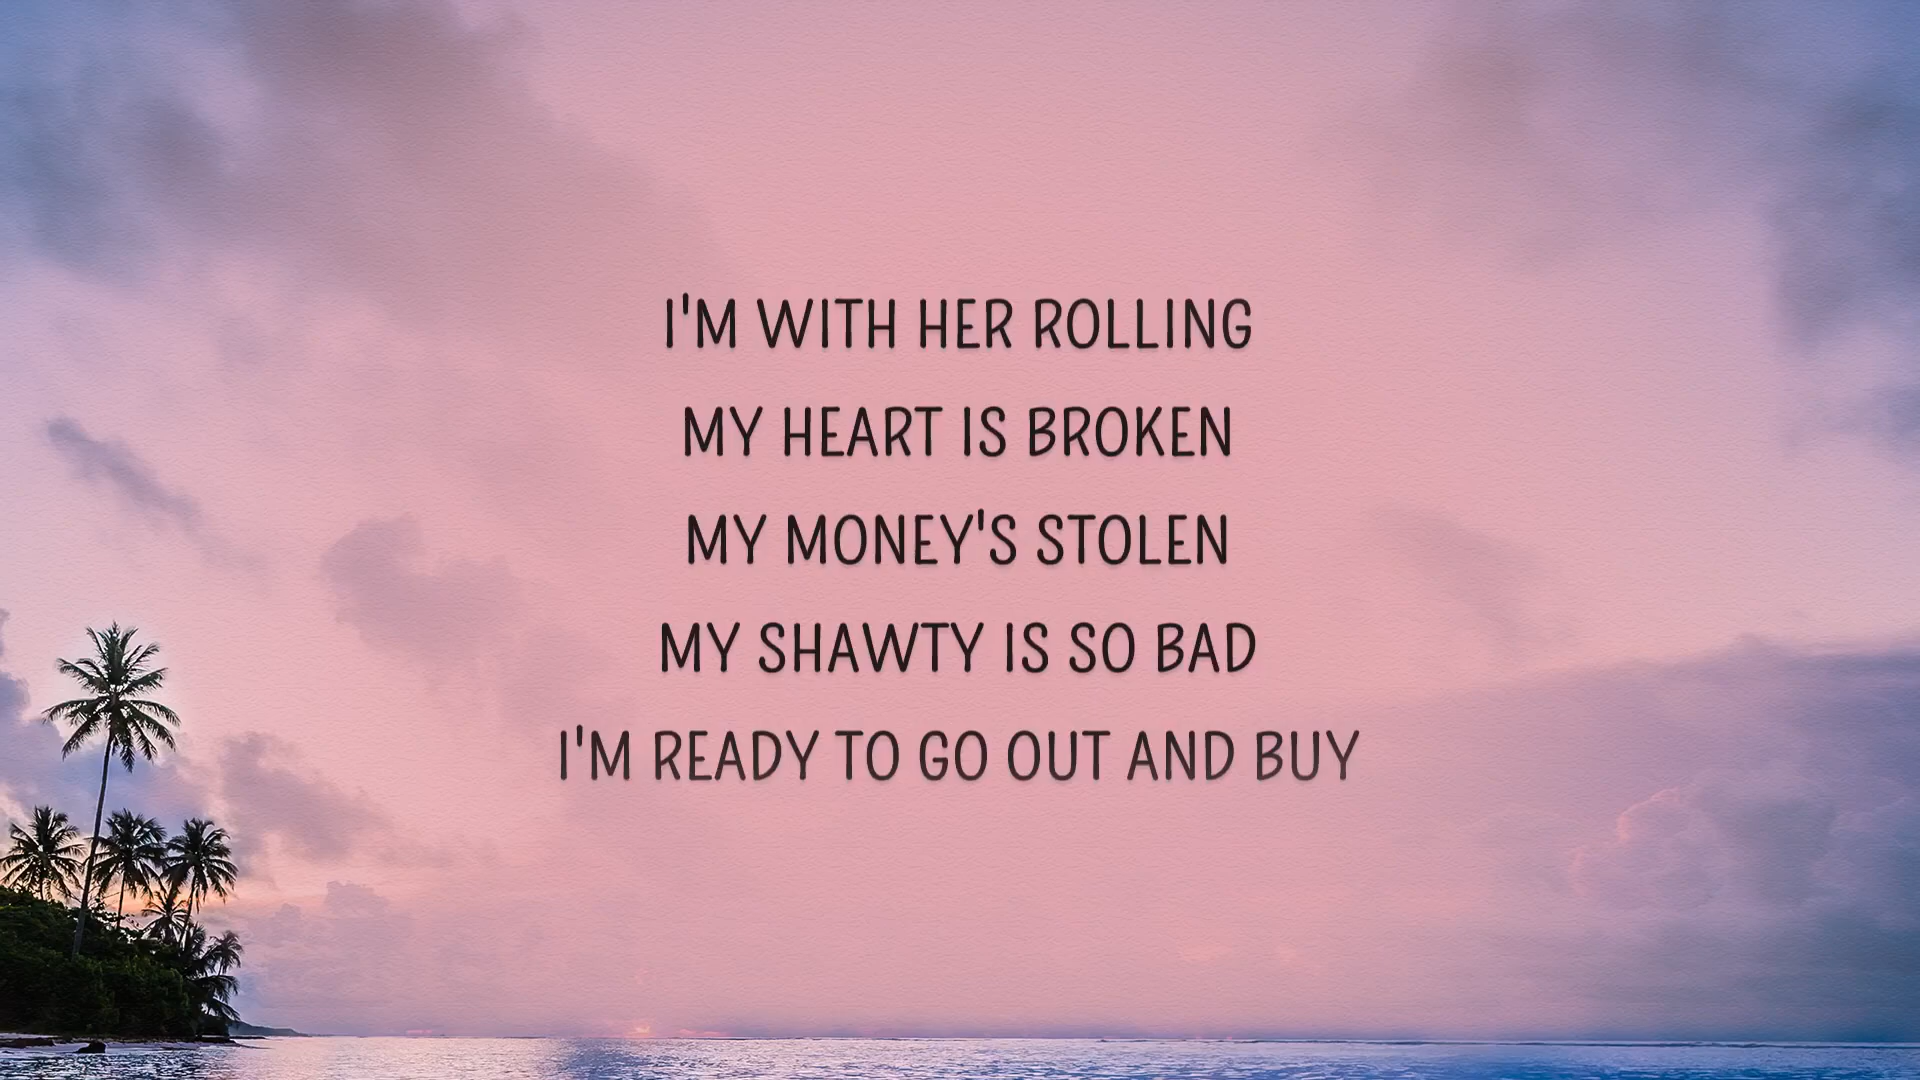 I'M WITH HER ROLLING
MY HEART IS BROKEN
MY MONEY'S STOLEN
MY SHAWTY IS SO BAD
I'M READY TO GO OUT AND BUY